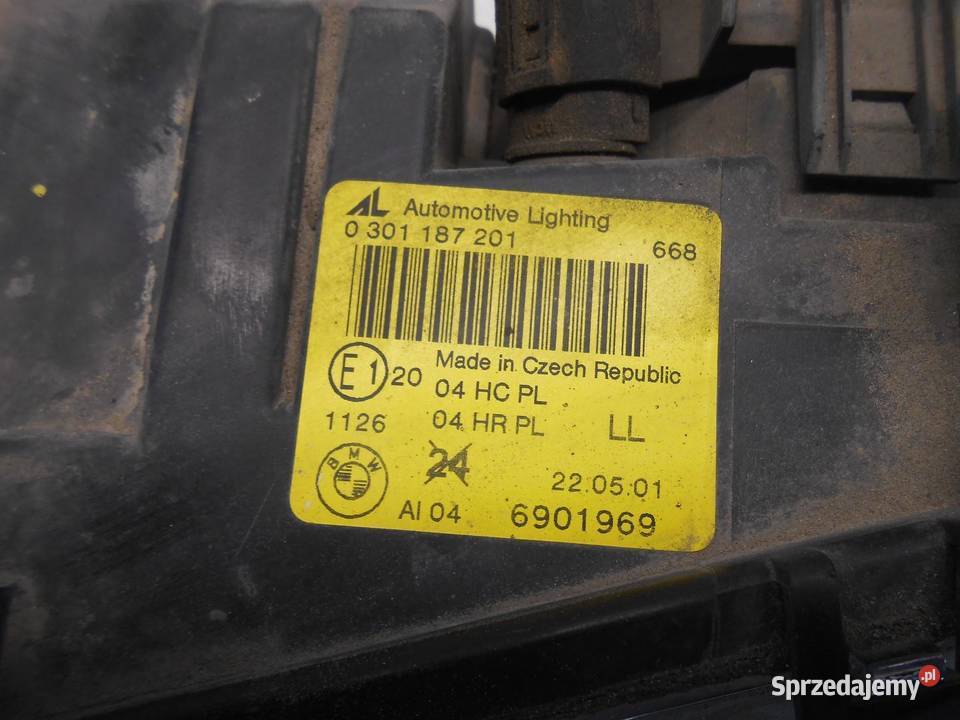 AL Automotive Lighting
0 301 187 201 668
E1 20 Made in Czech Republic
04 HC PL
1126 04 HR PL LL
24 22.05.01
BMW AI 04 6901969
Sprzedajemy.pl